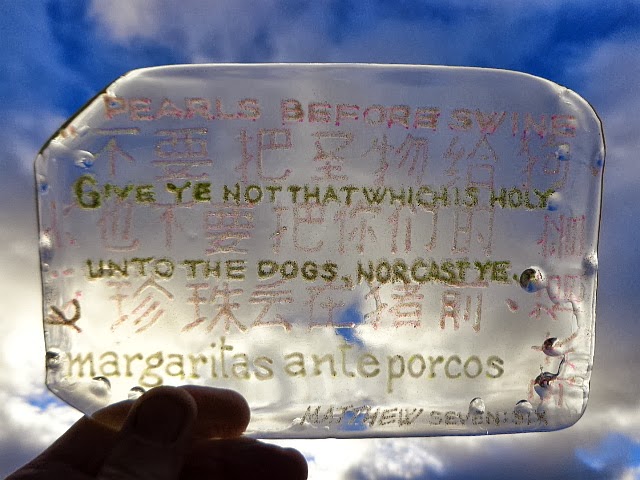 PEARLS BEFORE SWINE
不要把圣物给狗
GIVE YE NOT THAT WHICH IS HOLY
也不要把你们的
UNTO THE DOGS, NOR CAST YE
珍珠丢在猪前、
margaritas ante porcos
MATTHEW SEVEN:SIX